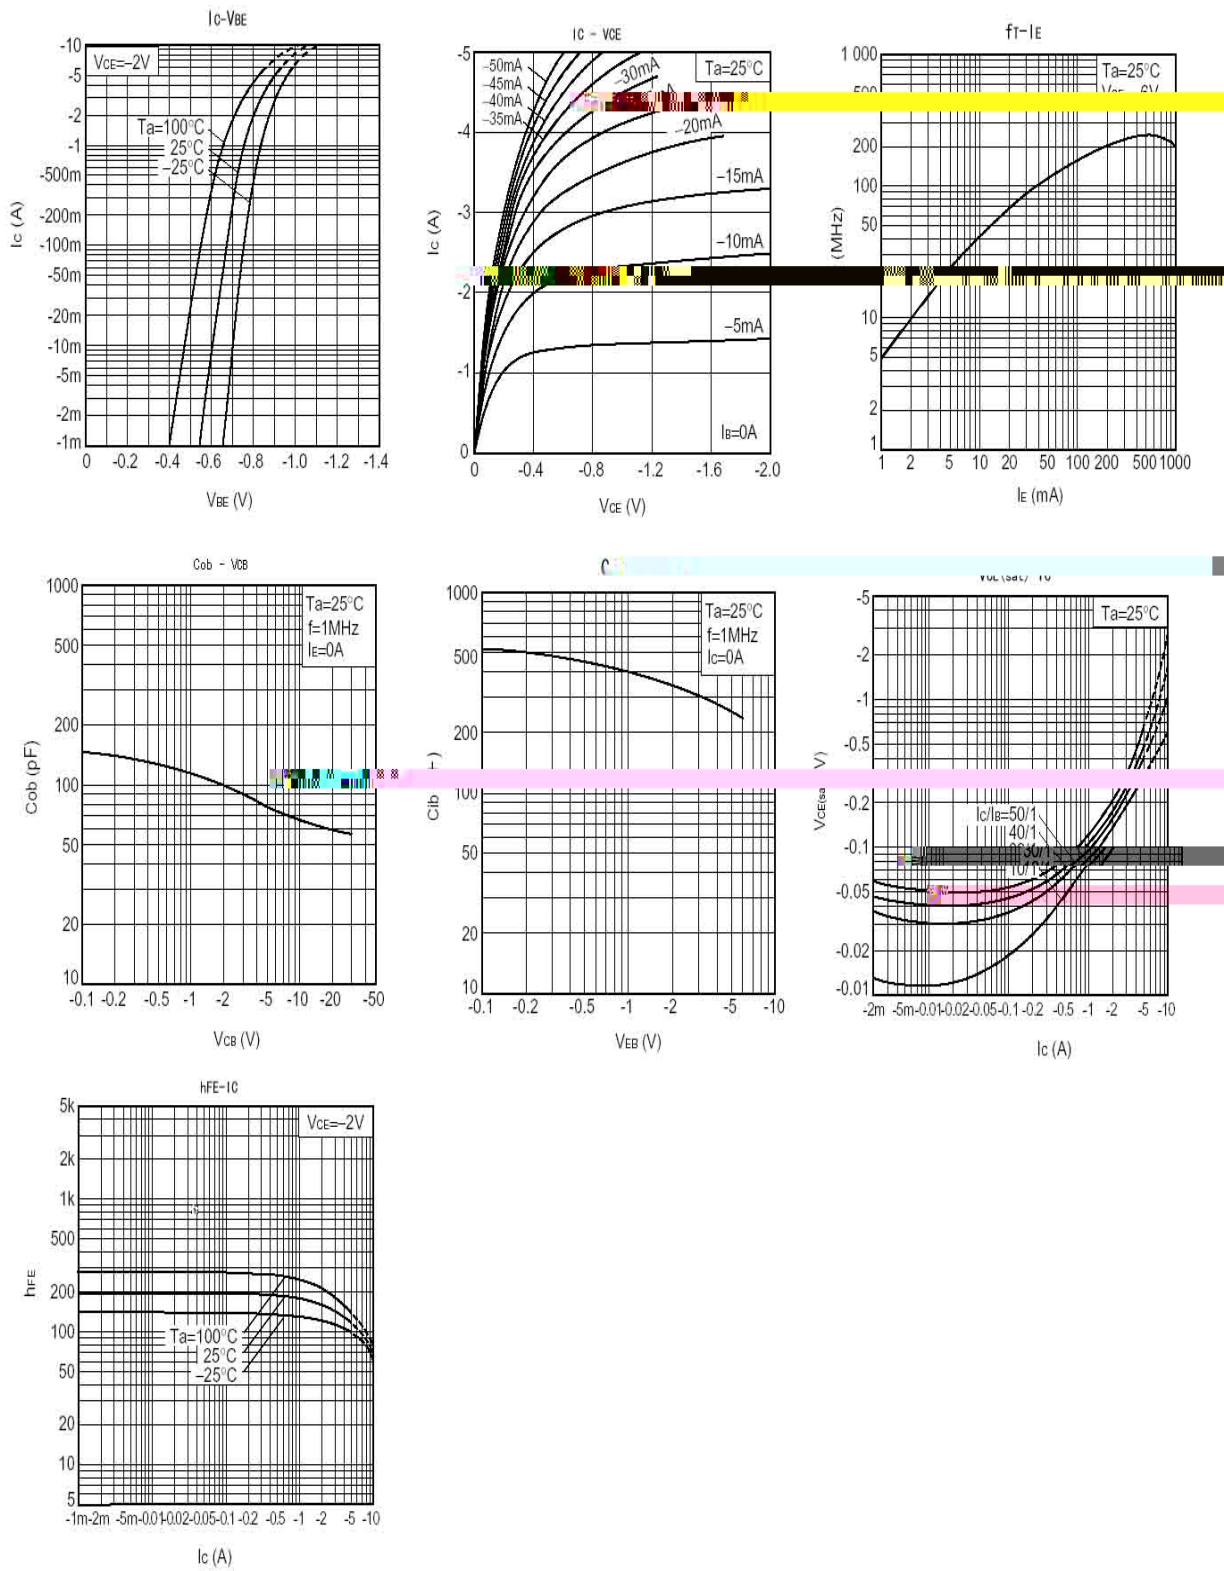 Ic-VBE
VCE=–2V
-10
-5
-2
-1
-500m
-200m
-100m
-50m
-20m
-10m
-5m
-2m
-1m
Ta=100°C
25°C
–25°C
Ic (A)
0 -0.2 -0.4 -0.6 -0.8 -1.0 -1.2 -1.4
VBE (V)
IC - VCE
Ta=25°C
-5
-4
-3
-2
-1
0
–50mA
–45mA
–40mA
–35mA
–30mA
–20mA
–15mA
–10mA
–5mA
IB=0A
Ic (A)
0 -0.4 -0.8 -1.2 -1.6 -2.0
VCE (V)
fT-IE
Ta=25°C
1 000
500
200
100
50
10
5
2
1
(MHz)
1 2 5 10 20 50 100 200 500 1000
IE (mA)
Cob - VCB
Ta=25°C
f=1MHz
IE=0A
1000
500
200
100
50
20
10
Cob (pF)
-0.1 -0.2 -0.5 -1 -2 -5 -10 -20 -50
VCB (V)
C
Ta=25°C
f=1MHz
Ic=0A
1000
500
200
100
50
20
10
Cib
-0.1 -0.2 -0.5 -1 -2 -5 -10
VEB (V)
Ta=25°C
-5
-2
-1
-0.5
-0.2
-0.1
-0.05
-0.02
-0.01
Ic/IB=50/1
40/1
30/1
10/1
VCE(sa V)
-2m -5m -0.01 -0.02 -0.05 -0.1 -0.2 -0.5 -1 -2 -5 -10
Ic (A)
hFE-IC
VCE=–2V
5k
2k
1k
500
200
100
50
20
10
5
Ta=100°C
25°C
–25°C
hFE
-1m -2m -5m -0.01 -0.02 -0.05 -0.1 -0.2 -0.5 -1 -2 -5 -10
Ic (A)